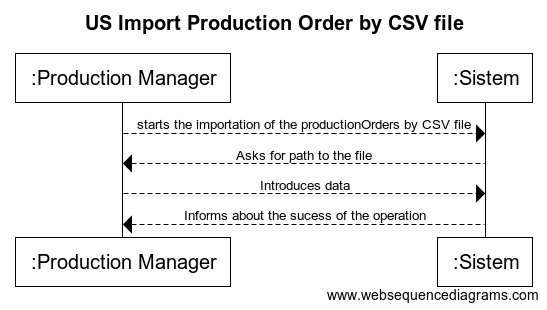 US Import Production Order by CSV file
:Production Manager
:Sistem
starts the importation of the productionOrders by CSV file
Asks for path to the file
Introduces data
Informs about the sucess of the operation
:Production Manager
:Sistem
www.websequencediagrams.com